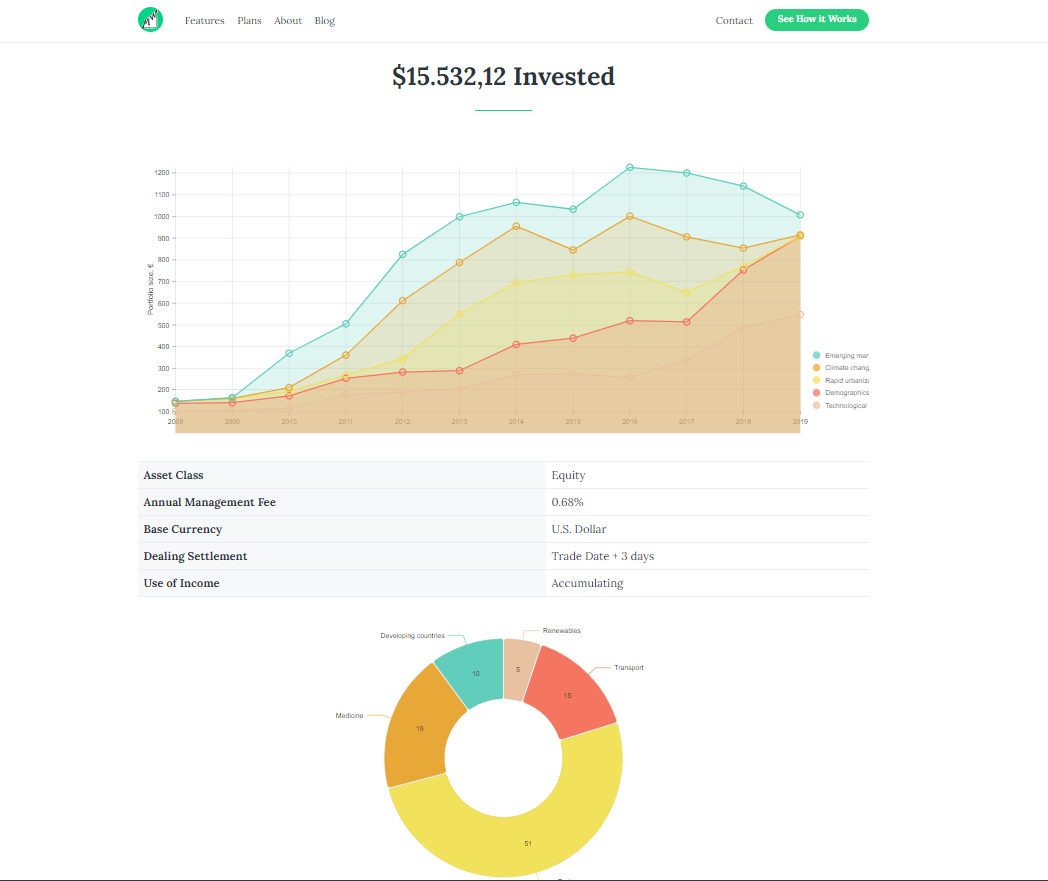 Features Plans About Blog Contact See How it Works
$15.532,12 Invested
Portfolio size, €
1200
1100
1000
900
800
700
600
500
400
300
200
100
2008 2009 2010 2011 2012 2013 2014 2015 2016 2017 2018 2019
Emerging mar
Climate chang
Rapid urbaniza
Demographics
Technological
Asset Class Equity
Annual Management Fee 0.68%
Base Currency U.S. Dollar
Dealing Settlement Trade Date + 3 days
Use of Income Accumulating
Developing countries
Renewables
Transport
Medicine
10
5
15
19
51